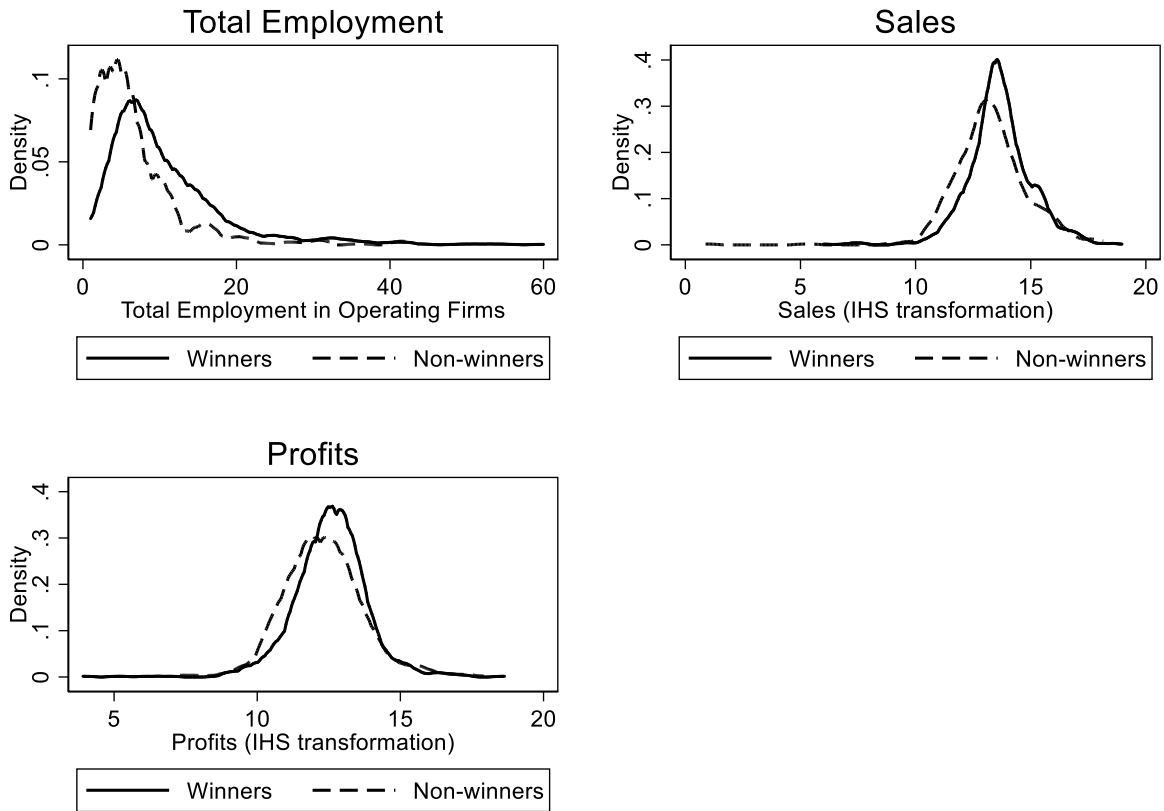 Total Employment
Density
0 .05 .1
0 20 40 60
Total Employment in Operating Firms
Winners Non-winners
Sales
Density
0 .1 .2 .3 .4
0 5 10 15 20
Sales (IHS transformation)
Winners Non-winners
Profits
Density
0 .1 .2 .3 .4
5 10 15 20
Profits (IHS transformation)
Winners Non-winners